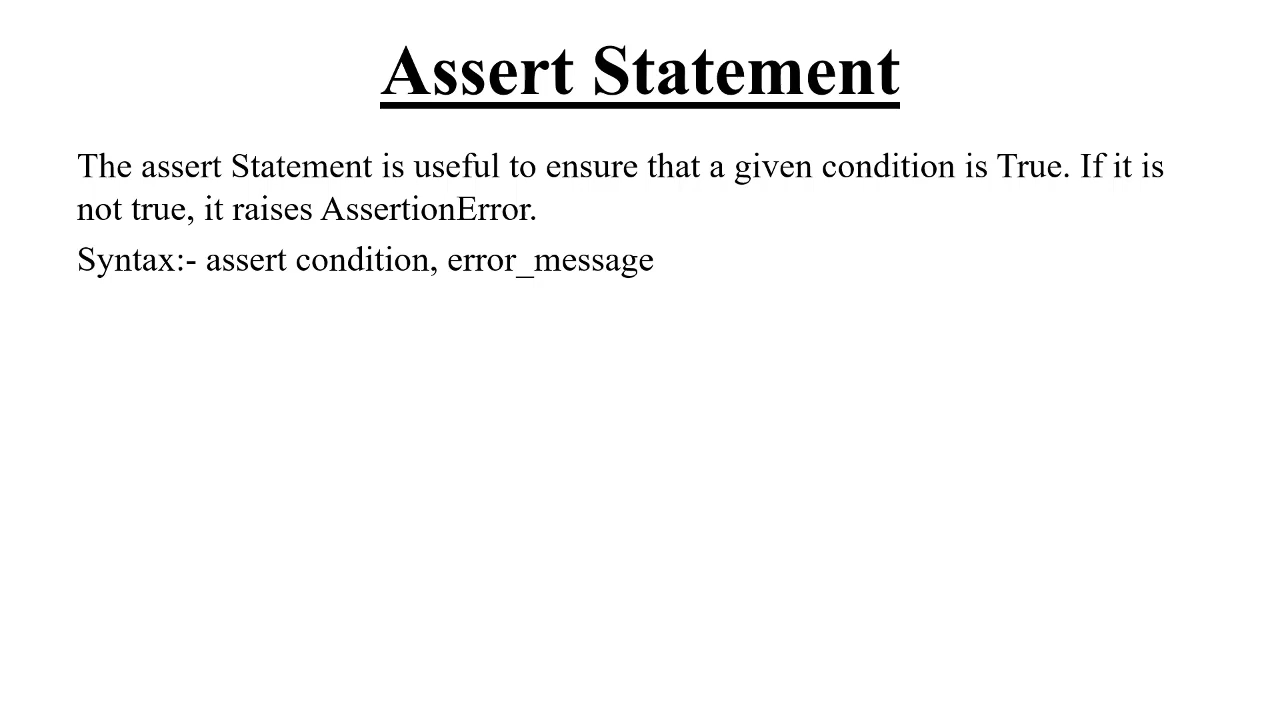 Assert Statement
The assert Statement is useful to ensure that a given condition is True. If it is
not true, it raises AssertionError.
Syntax:- assert condition, error_message